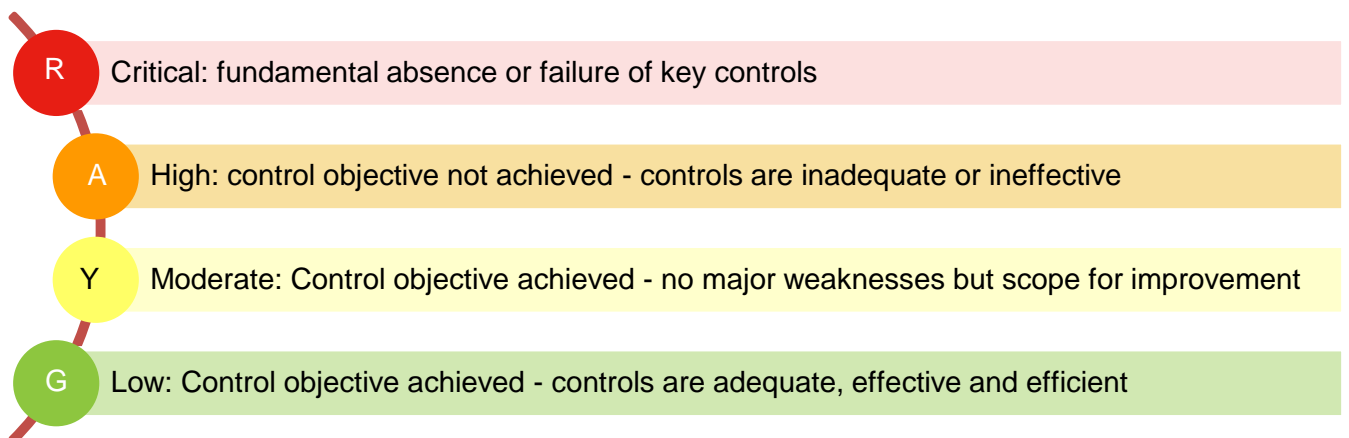 R
Critical: fundamental absence or failure of key controls
A
High: control objective not achieved - controls are inadequate or ineffective
Y
Moderate: Control objective achieved - no major weaknesses but scope for improvement
G
Low: Control objective achieved - controls are adequate, effective and efficient